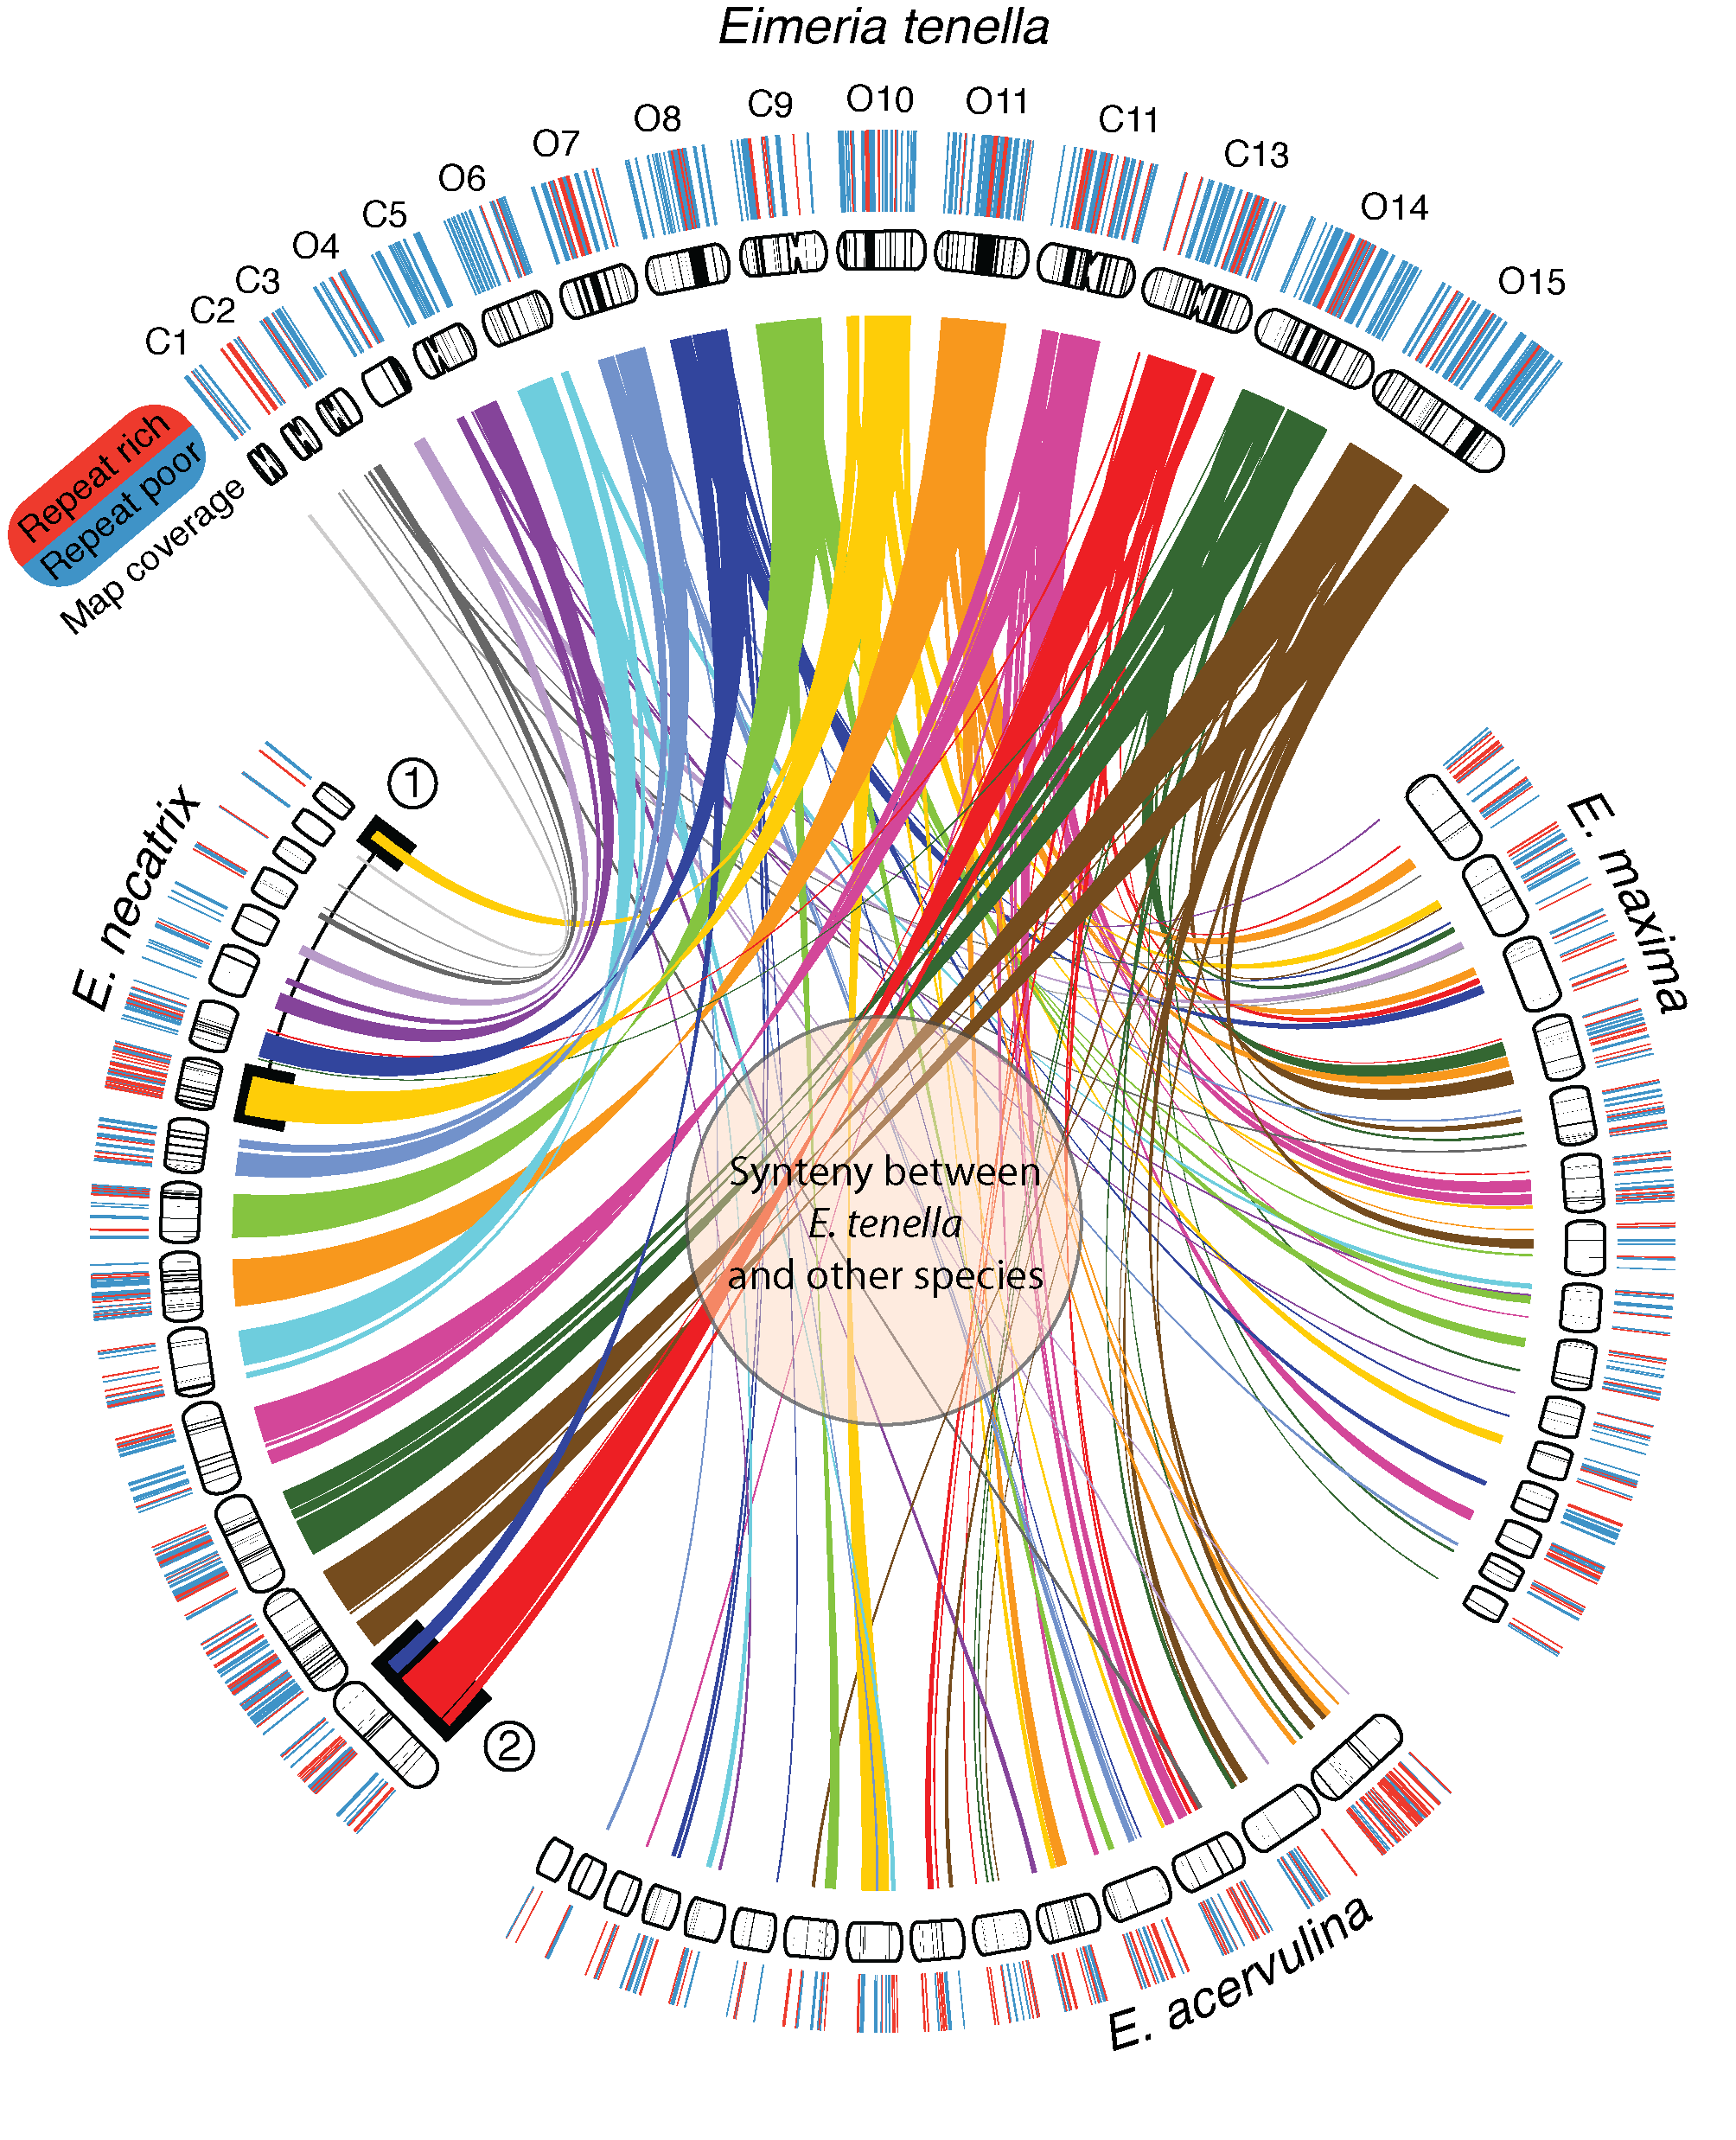 Eimeria tenella
C1
C2
C3
O4
C5
O6
O7
O8
C9
O10
O11
C11
C13
O14
O15
Repeat rich
Repeat poor
Map coverage
1
E. necatrix
E. maxima
Synteny between
E. tenella
and other species
2
E. acervulina